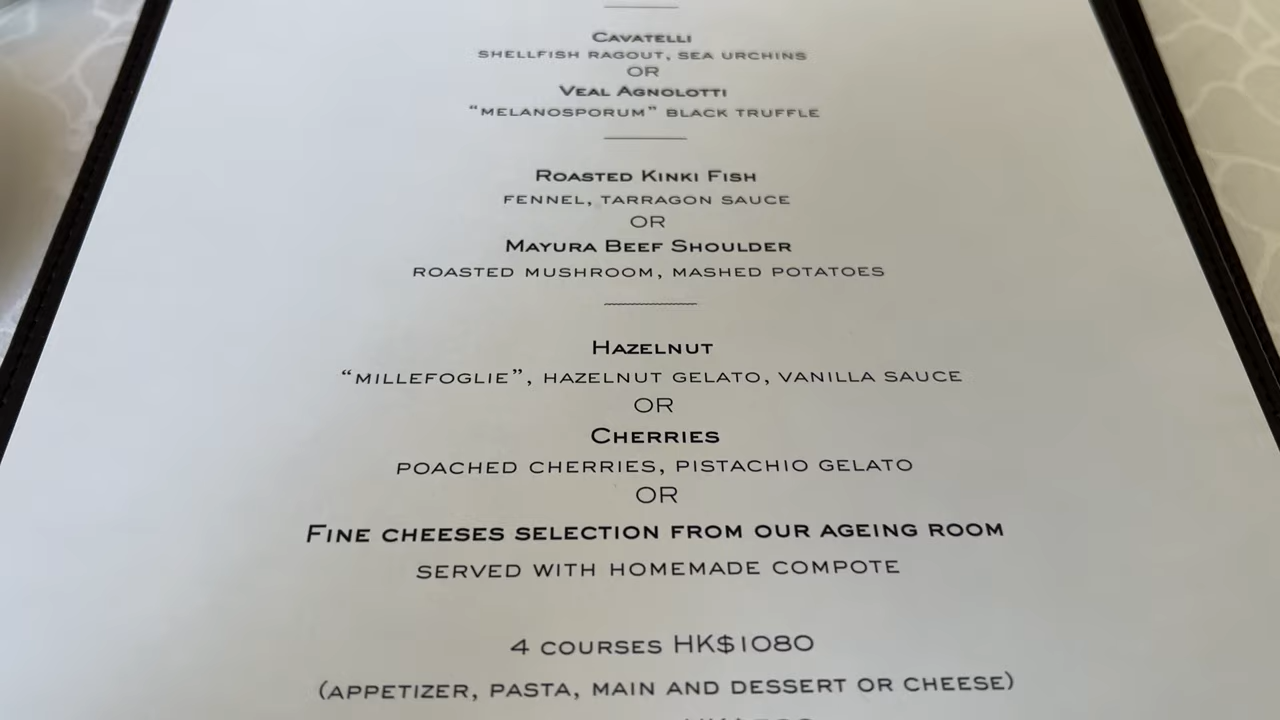 CAVATELLI
SHELLFISH RAGOUT, SEA URCHINS
OR
VEAL AGNOLOTTI
"MELANOSPORUM" BLACK TRUFFLE
ROASTED KINKI FISH
FENNEL, TARRAGON SAUCE
OR
MAYURA BEEF SHOULDER
ROASTED MUSHROOM, MASHED POTATOES
HAZELNUT
"MILLEFOGLIE", HAZELNUT GELATO, VANILLA SAUCE
OR
CHERRIES
POACHED CHERRIES, PISTACHIO GELATO
OR
FINE CHEESES SELECTION FROM OUR AGEING ROOM
SERVED WITH HOMEMADE COMPOTE
4 COURSES HK$1080
(APPETIZER, PASTA, MAIN AND DESSERT OR CHEESE)